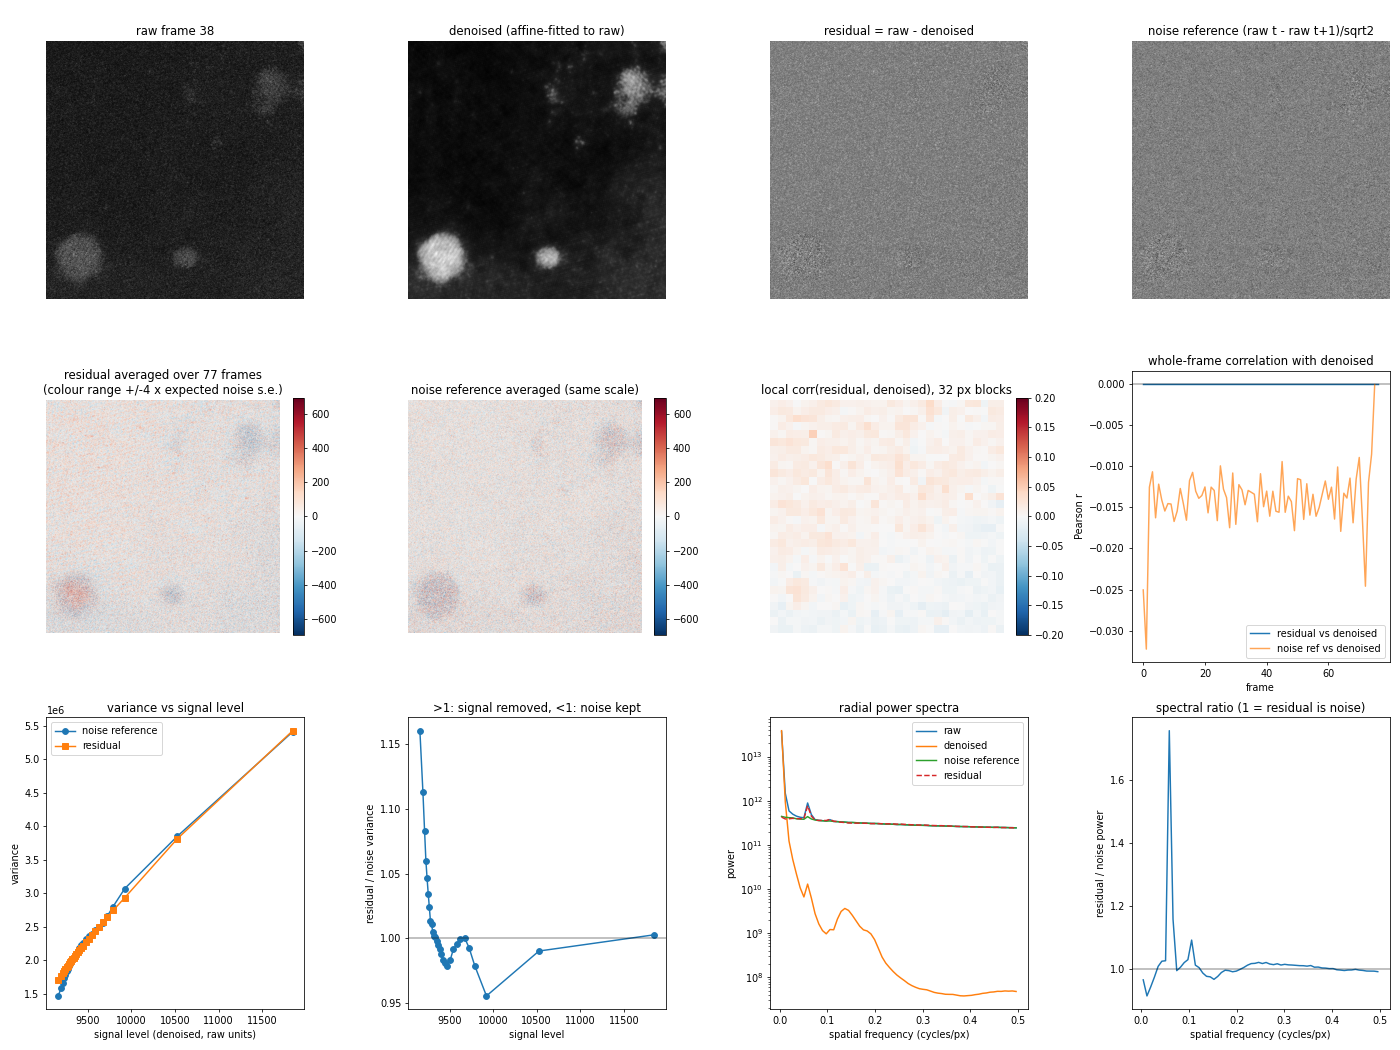 raw frame 38
denoised (affine-fitted to raw)
residual = raw - denoised
noise reference (raw t - raw t+1)/sqrt2
residual averaged over 77 frames
(colour range +/-4 x expected noise s.e.)
600
400
200
0
−200
−400
−600
noise reference averaged (same scale)
600
400
200
0
−200
−400
−600
local corr(residual, denoised), 32 px blocks
0.20
0.15
0.10
0.05
0.00
−0.05
−0.10
−0.15
−0.20
whole-frame correlation with denoised
0.000
−0.005
−0.010
−0.015
−0.020
−0.025
−0.030
Pearson r
residual vs denoised
noise ref vs denoised
0 20 40 60
frame
variance vs signal level
1e6
5.5
5.0
4.5
4.0
3.5
3.0
2.5
2.0
1.5
variance
noise reference
residual
9500 10000 10500 11000 11500
signal level (denoised, raw units)
>1: signal removed, <1: noise kept
1.15
1.10
1.05
1.00
0.95
residual / noise variance
9500 10000 10500 11000 11500
signal level
radial power spectra
10¹³
10¹²
10¹¹
10¹⁰
10⁹
10⁸
power
raw
denoised
noise reference
residual
0.0 0.1 0.2 0.3 0.4 0.5
spatial frequency (cycles/px)
spectral ratio (1 = residual is noise)
1.6
1.4
1.2
1.0
residual / noise power
0.0 0.1 0.2 0.3 0.4 0.5
spatial frequency (cycles/px)